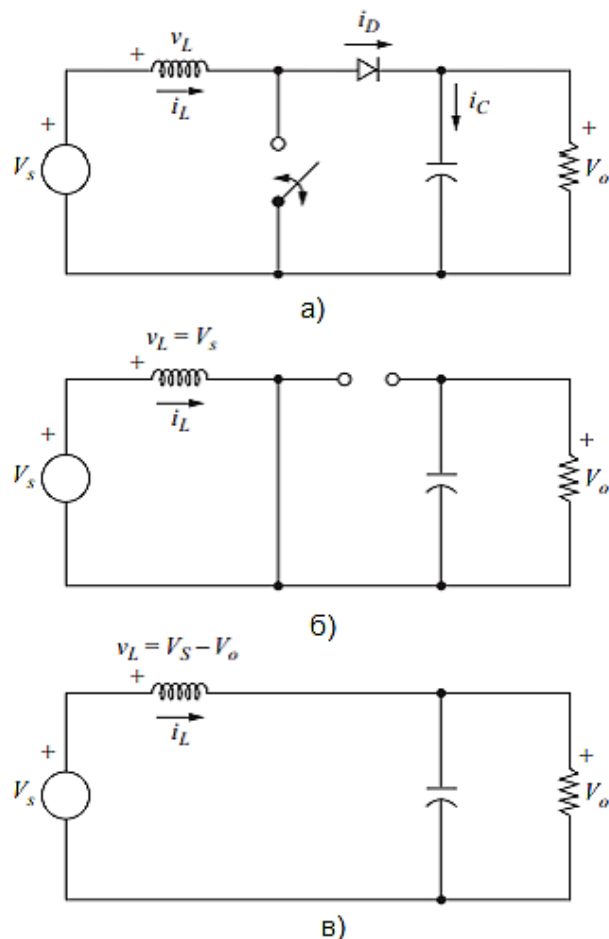 + v_L
i_D
i_L
i_C
+
V_s
+
V_o
а)
v_L = V_s
+
i_L
+
V_s
+
V_o
б)
v_L = V_S – V_o
+
i_L
+
V_s
+
V_o
в)